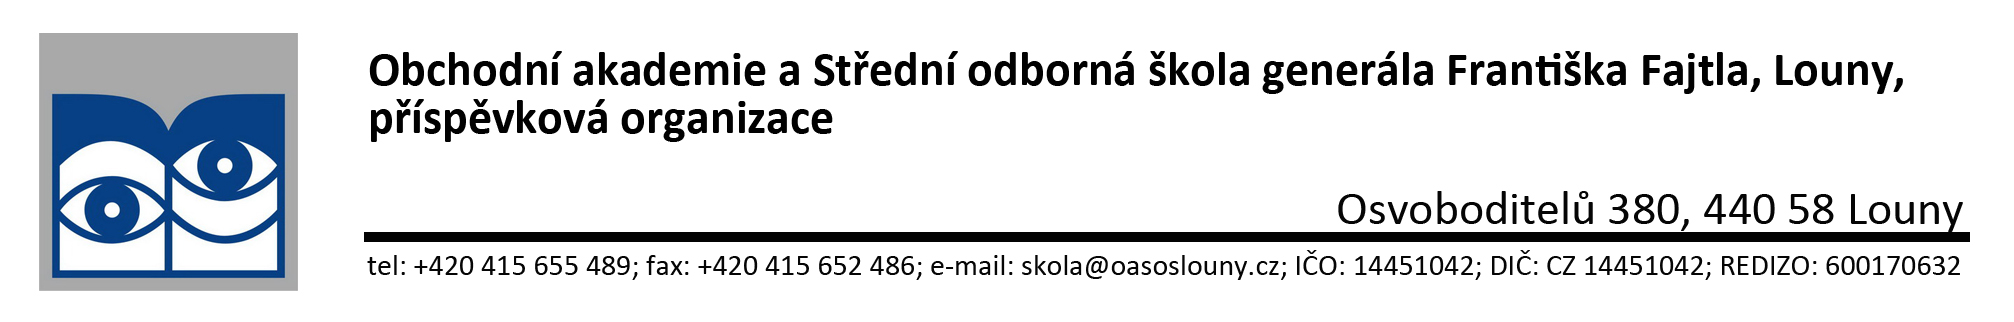 Obchodní akademie a Střední odborná škola generála Františka Fajtla, Louny,
příspěvková organizace
Osvoboditelů 380, 440 58 Louny
tel: +420 415 655 489; fax: +420 415 652 486; e-mail: skola@oasoslouny.cz; IČO: 14451042; DIČ: CZ 14451042; REDIZO: 600170632